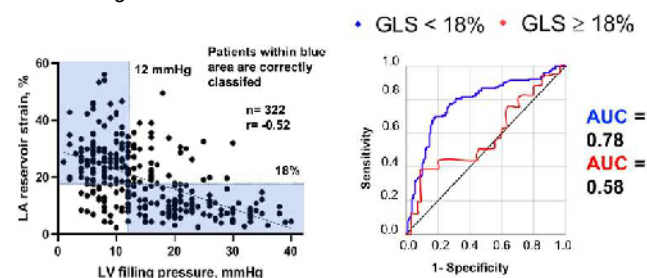 GLS < 18% GLS ≥ 18%
60
40
20
0
LA reservoir strain, %
12 mmHg
Patients within blue
area are correctly
classifed
n= 322
r= -0.52
18%
0 10 20 30 40
LV filling pressure, mmHg
1.0
0.8
0.6
0.4
0.2
0.0
Sensitivity
0.0 0.2 0.4 0.6 0.8 1.0
1- Specificity
AUC =
0.78
AUC =
0.58